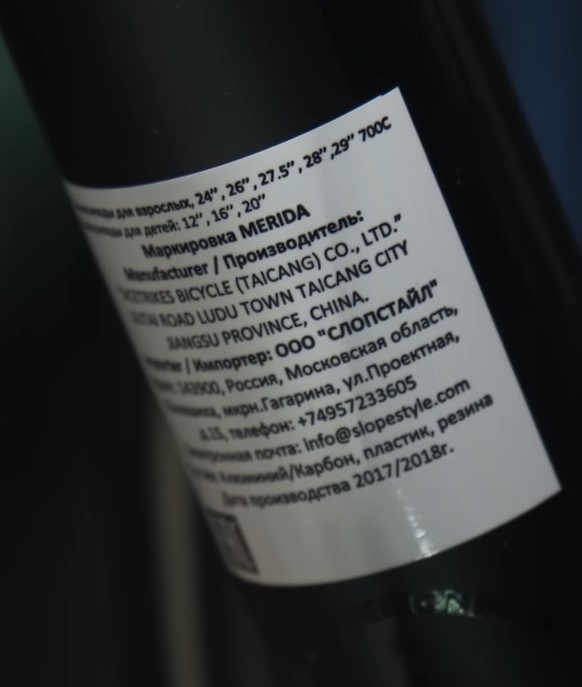 для взрослых, 24", 26", 27.5", 28",29" 700C
для детей: 12", 16", 20"
Маркировка MERIDA
Manufacturer / Производитель:
BICYCLE (TAICANG) CO., LTD."
ROAD LUDU TOWN TAICANG CITY
JIANGSU PROVINCE, CHINA.
/ Импортер: ООО "СЛОПСТАЙЛ"
143900, Россия, Московская область,
мкрн.Гагарина, ул.Проектная,
д.15, телефон: +74957233605
почта: info@slopestyle.com
Алюминий/Карбон, пластик, резина
Дата производства 2017/2018г.